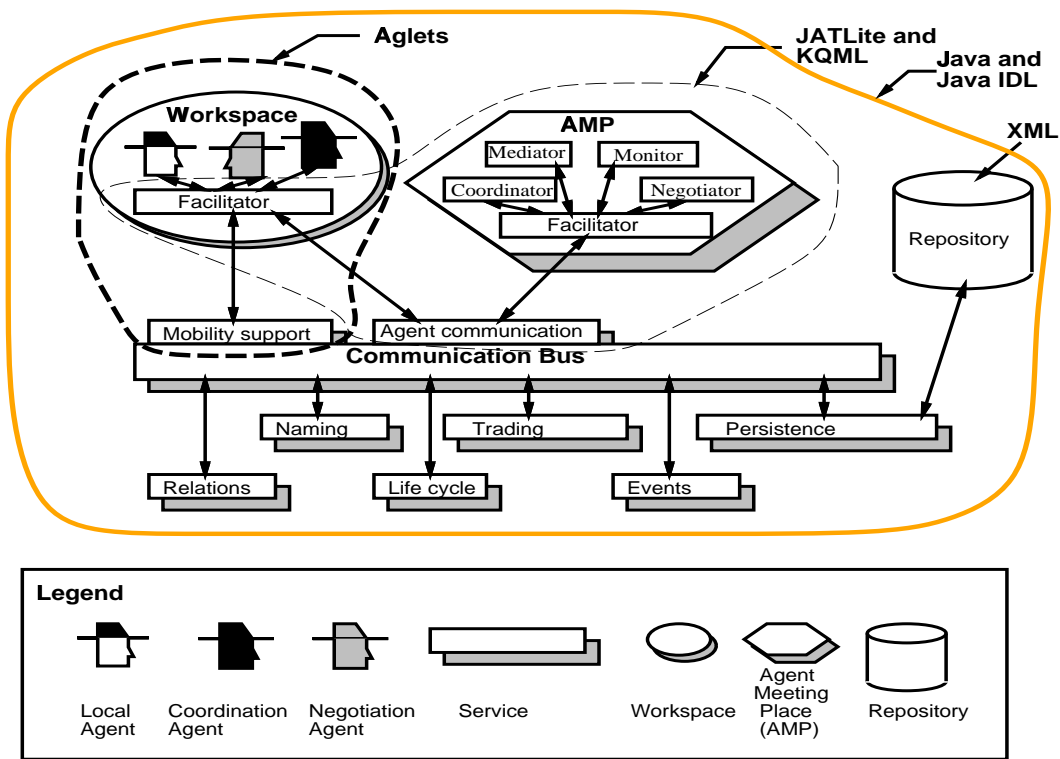 Aglets
JATLite and
KQML
Java and
Java IDL
XML
Workspace
AMP
Mediator
Monitor
Coordinator
Negotiator
Facilitator
Facilitator
Repository
Mobility support
Agent communication
Communication Bus
Naming
Trading
Persistence
Relations
Life cycle
Events
Legend
Local
Agent
Coordination
Agent
Negotiation
Agent
Service
Workspace
Agent
Meeting
Place
(AMP)
Repository